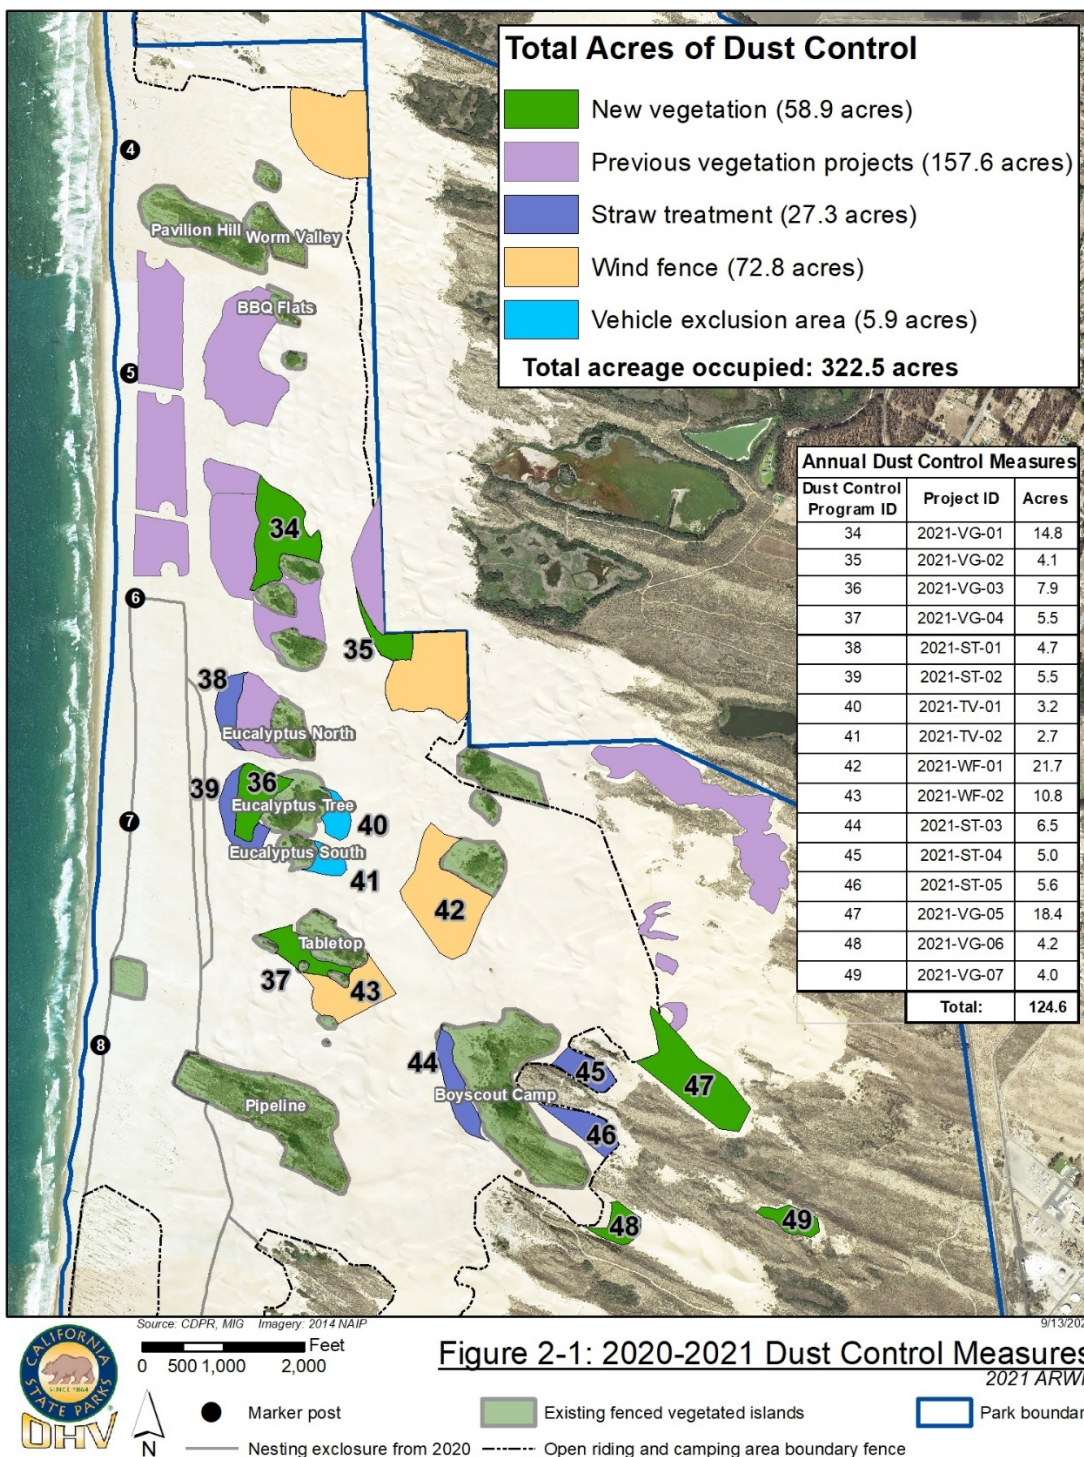 Total Acres of Dust Control
New vegetation (58.9 acres)
Previous vegetation projects (157.6 acres)
Straw treatment (27.3 acres)
Wind fence (72.8 acres)
Vehicle exclusion area (5.9 acres)
Total acreage occupied: 322.5 acres
4
Pavilion Hill
Worm Valley
BBQ Flats
5
34
6
35
38
Eucalyptus North
39
36
Eucalyptus Tree
40
7
Eucalyptus South
41
42
Tabletop
37
43
8
44
45
47
Boyscout Camp
Pipeline
46
48
49
Annual Dust Control Measures
Dust Control Program ID Project ID Acres
34 2021-VG-01 14.8
35 2021-VG-02 4.1
36 2021-VG-03 7.9
37 2021-VG-04 5.5
38 2021-ST-01 4.7
39 2021-ST-02 5.5
40 2021-TV-01 3.2
41 2021-TV-02 2.7
42 2021-WF-01 21.7
43 2021-WF-02 10.8
44 2021-ST-03 6.5
45 2021-ST-04 5.0
46 2021-ST-05 5.6
47 2021-VG-05 18.4
48 2021-VG-06 4.2
49 2021-VG-07 4.0
Total: 124.6
Source: CDPR, MIG Imagery: 2014 NAIP
9/13/202
Feet
0 500 1,000 2,000
Figure 2-1: 2020-2021 Dust Control Measures
2021 ARW
CALIFORNIA
STATE PARKS
SINCE 1864
OHV
N
Marker post
Existing fenced vegetated islands
Park boundar
Nesting exclosure from 2020
Open riding and camping area boundary fence